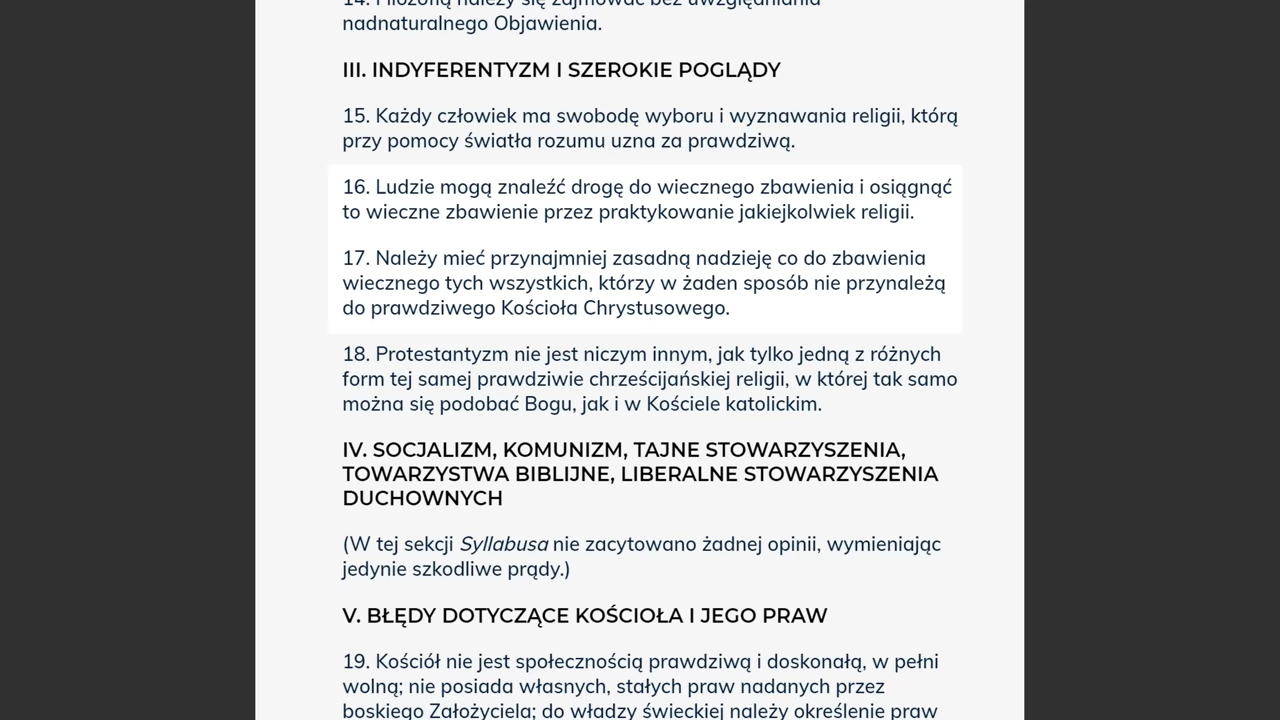 14. Filozofią należy się zajmować bez uwzględniania
nadnaturalnego Objawienia.
III. INDYFERENTYZM I SZEROKIE POGLĄDY
15. Każdy człowiek ma swobodę wyboru i wyznawania religii, którą
przy pomocy światła rozumu uzna za prawdziwą.
16. Ludzie mogą znaleźć drogę do wiecznego zbawienia i osiągnąć
to wieczne zbawienie przez praktykowanie jakiejkolwiek religii.
17. Należy mieć przynajmniej zasadną nadzieję co do zbawienia
wiecznego tych wszystkich, którzy w żaden sposób nie przynależą
do prawdziwego Kościoła Chrystusowego.
18. Protestantyzm nie jest niczym innym, jak tylko jedną z różnych
form tej samej prawdziwie chrześcijańskiej religii, w której tak samo
można się podobać Bogu, jak i w Kościele katolickim.
IV. SOCJALIZM, KOMUNIZM, TAJNE STOWARZYSZENIA,
TOWARZYSTWA BIBLIJNE, LIBERALNE STOWARZYSZENIA
DUCHOWNYCH
(W tej sekcji Syllabusa nie zacytowano żadnej opinii, wymieniając
jedynie szkodliwe prądy.)
V. BŁĘDY DOTYCZĄCE KOŚCIOŁA I JEGO PRAW
19. Kościół nie jest społecznością prawdziwą i doskonałą, w pełni
wolną; nie posiada własnych, stałych praw nadanych przez
boskiego Założyciela; do władzy świeckiej należy określenie praw